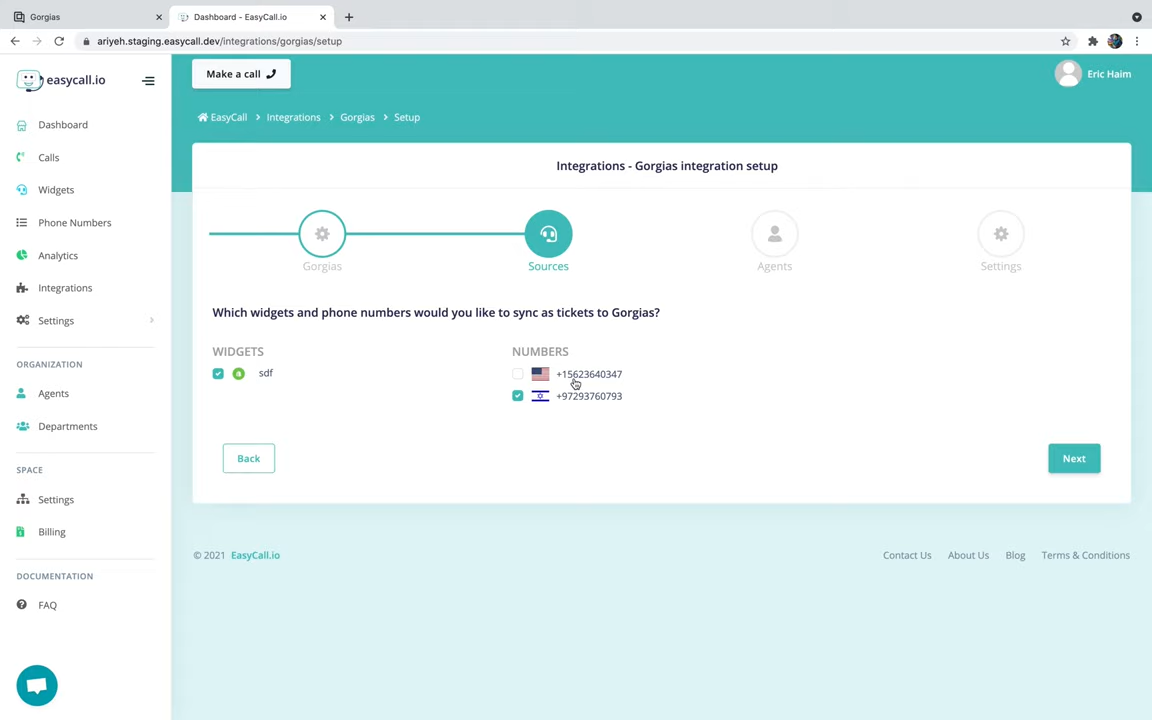 Gorgias
Dashboard - EasyCall.io
ariyeh.staging.easycall.dev/integrations/gorgias/setup
easycall.io
Make a call
Eric Haim
EasyCall > Integrations > Gorgias > Setup
Dashboard
Calls
Widgets
Phone Numbers
Analytics
Integrations
Settings
ORGANIZATION
Agents
Departments
SPACE
Settings
Billing
DOCUMENTATION
FAQ
Integrations - Gorgias integration setup
Gorgias
Sources
Agents
Settings
Which widgets and phone numbers would you like to sync as tickets to Gorgias?
WIDGETS
sdf
NUMBERS
+15623640347
+97293760793
Back
Next
© 2021 EasyCall.io
Contact Us
About Us
Blog
Terms & Conditions